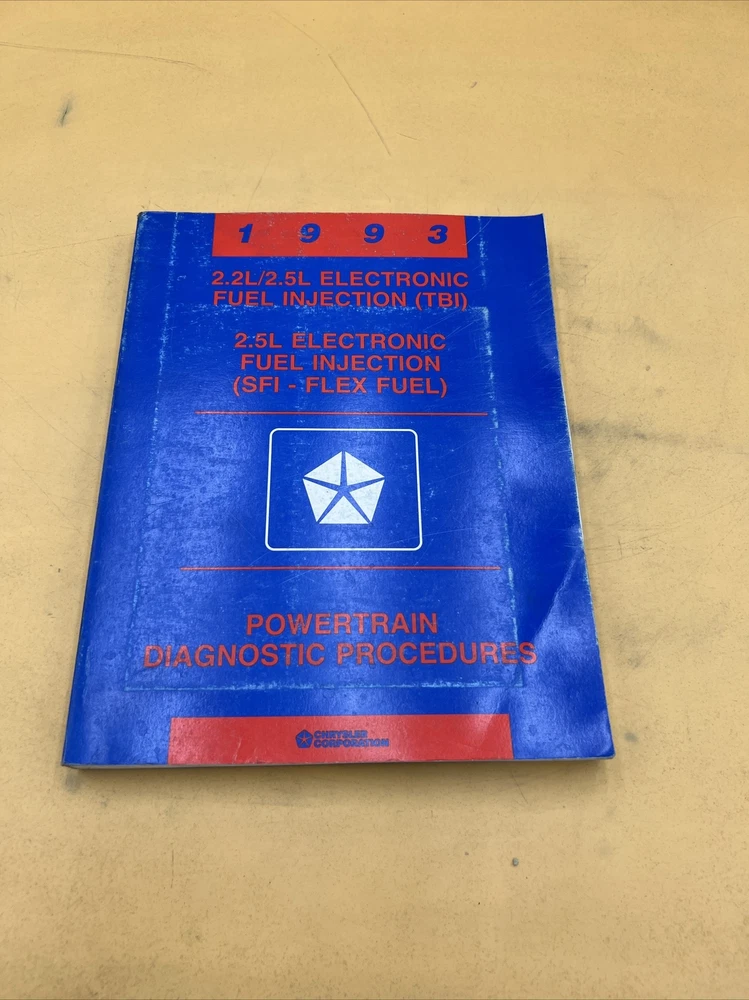 1 9 9 3
2.2L/2.5L ELECTRONIC
FUEL INJECTION (TBI)
2.5L ELECTRONIC
FUEL INJECTION
(SFI - FLEX FUEL)
POWERTRAIN
DIAGNOSTIC PROCEDURES
CHRYSLER
CORPORATION